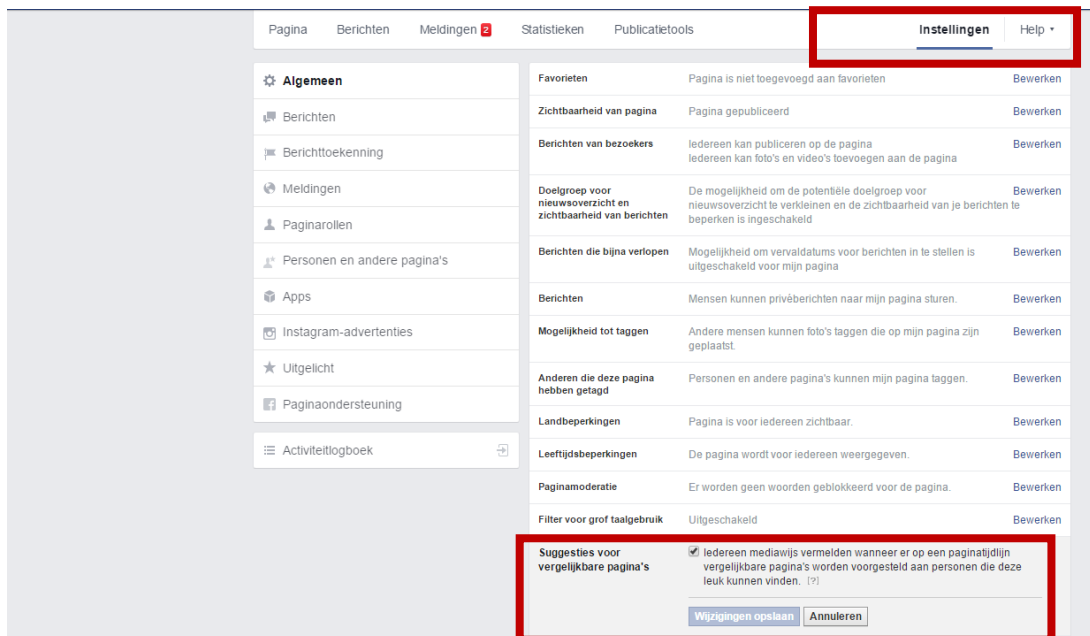 Pagina Berichten Meldingen 2 Statistieken Publicatietools Instellingen Help
Algemeen
Berichten
Berichttoekenning
Meldingen
Paginarollen
Personen en andere pagina's
Apps
Instagram-advertenties
Uitgelicht
Paginaondersteuning
Activiteitlogboek
Favorieten Pagina is niet toegevoegd aan favorieten Bewerken
Zichtbaarheid van pagina Pagina gepubliceerd Bewerken
Berichten van bezoekers Iedereen kan publiceren op de pagina Bewerken
Iedereen kan foto's en video's toevoegen aan de pagina
Doelgroep voor De mogelijkheid om de potentiële doelgroep voor Bewerken
nieuwsoverzicht en nieuwsoverzicht te verkleinen en de zichtbaarheid van je berichten te
zichtbaarheid van berichten beperken is ingeschakeld
Berichten die bijna verlopen Mogelijkheid om vervaldatums voor berichten in te stellen is Bewerken
uitgeschakeld voor mijn pagina
Berichten Mensen kunnen privéberichten naar mijn pagina sturen. Bewerken
Mogelijkheid tot taggen Andere mensen kunnen foto's taggen die op mijn pagina zijn Bewerken
geplaatst.
Anderen die deze pagina Personen en andere pagina's kunnen mijn pagina taggen. Bewerken
hebben getagd
Landbeperkingen Pagina is voor iedereen zichtbaar. Bewerken
Leeftijdsbeperkingen De pagina wordt voor iedereen weergegeven. Bewerken
Paginamoderatie Er worden geen woorden geblokkeerd voor de pagina. Bewerken
Filter voor grof taalgebruik Uitgeschakeld Bewerken
Suggesties voor Iedereen mediawijs vermelden wanneer er op een paginatijdlijn
vergelijkbare pagina's vergelijkbare pagina's worden voorgesteld aan personen die deze
leuk kunnen vinden. [?]
Wijzigingen opslaan Annuleren